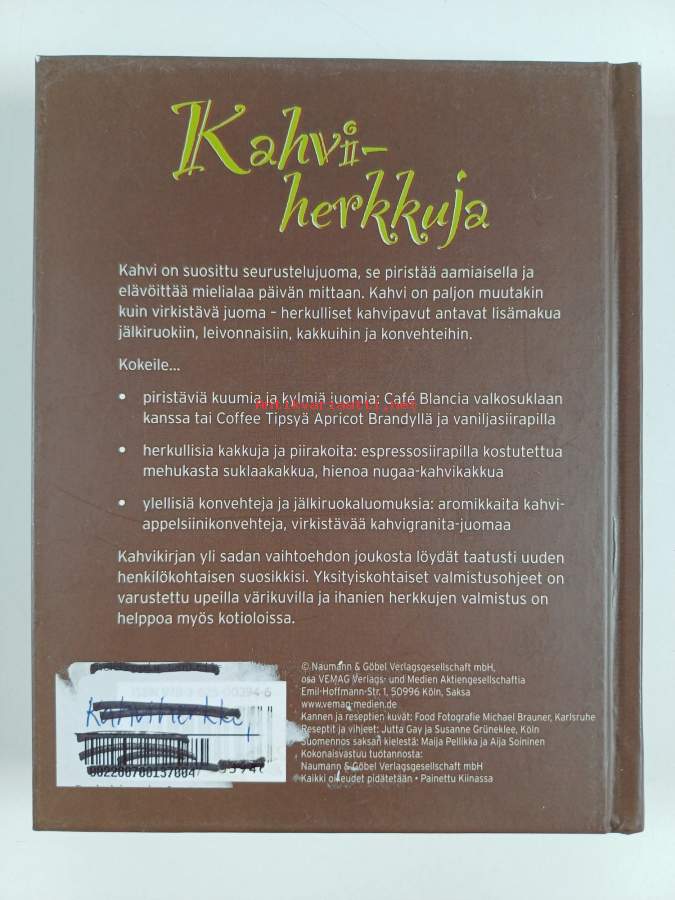 Kahvi-
herkkuja
Kahvi on suosittu seurustelujuoma, se piristää aamiaisella ja
elävöittää mielialaa päivän mittaan. Kahvi on paljon muutakin
kuin virkistävä juoma – herkulliset kahvipavut antavat lisämakua
jälkiruokiin, leivonnaisiin, kakkuihin ja konvehteihin.
Kokeile...
• piristäviä kuumia ja kylmiä juomia: Café Blancia valkosuklaan
antikvariaatti.net
kanssa tai Coffee Tipsyä Apricot Brandyllä ja vaniljasiirapilla
• herkullisia kakkuja ja piirakoita: espressosiirapilla kostutettua
mehukasta suklaakakkua, hienoa nugaa-kahvikakkua
• ylellisiä konvehteja ja jälkiruokaluomuksia: aromikkaita kahvi-
appelsiinikonvehteja, virkistävää kahvigranita-juomaa
Kahvikirjan yli sadan vaihtoehdon joukosta löydät taatusti uuden
henkilökohtaisen suosikkisi. Yksityiskohtaiset valmistusohjeet on
varustettu upeilla värikuvilla ja ihanien herkkujen valmistus on
helppoa myös kotioloissa.
© Naumann & Göbel Verlagsgesellschaft mbH,
osa VEMAG Verlags- und Medien Aktiengesellschaftia
Emil-Hoffmann-Str. 1, 50996 Köln, Saksa
www.vemag-medien.de
Kannen ja reseptien kuvat: Food Fotografie Michael Brauner, Karlsruhe
Reseptit ja vihjeet: Jutta Gay ja Susanne Grüneklee, Köln
Suomennos saksan kielestä: Maija Pellikka ja Aija Soininen
Kokonaisvastuu tuotannosta:
Naumann & Göbel Verlagsgesellschaft mbH
Kaikki oikeudet pidätetään • Painettu Kiinassa
Kahviherkku
002200700137004